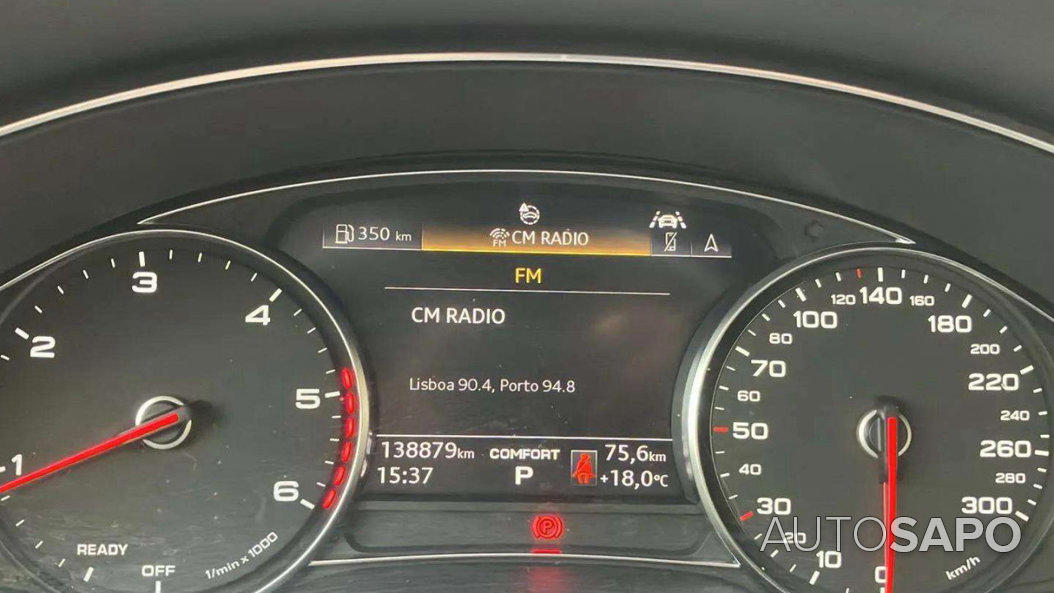 350 km
FM
CM RADIO
FM
CM RADIO
Lisboa 90.4, Porto 94.8
138879km
COMFORT
75,6km
15:37
P
+18,0°C
P
1
2
3
4
5
6
READY
OFF
1/min x 1000
0
10
20
30
40
50
60
70
80
100
120
140
160
180
200
220
240
260
280
300
km/h
AUTOSAPO